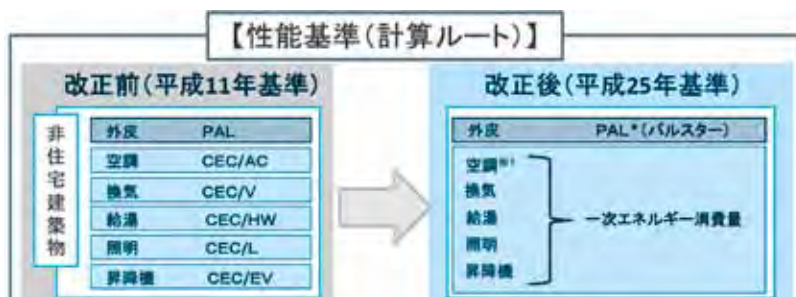 【性能基準(計算ルート)】
改正前(平成11年基準)
非住宅建築物
外皮 PAL
空調 CEC/AC
換気 CEC/V
給湯 CEC/HW
照明 CEC/L
昇降機 CEC/EV
改正後(平成25年基準)
外皮 PAL*(パルスター)
空調※1
換気
給湯
照明
昇降機
一次エネルギー消費量